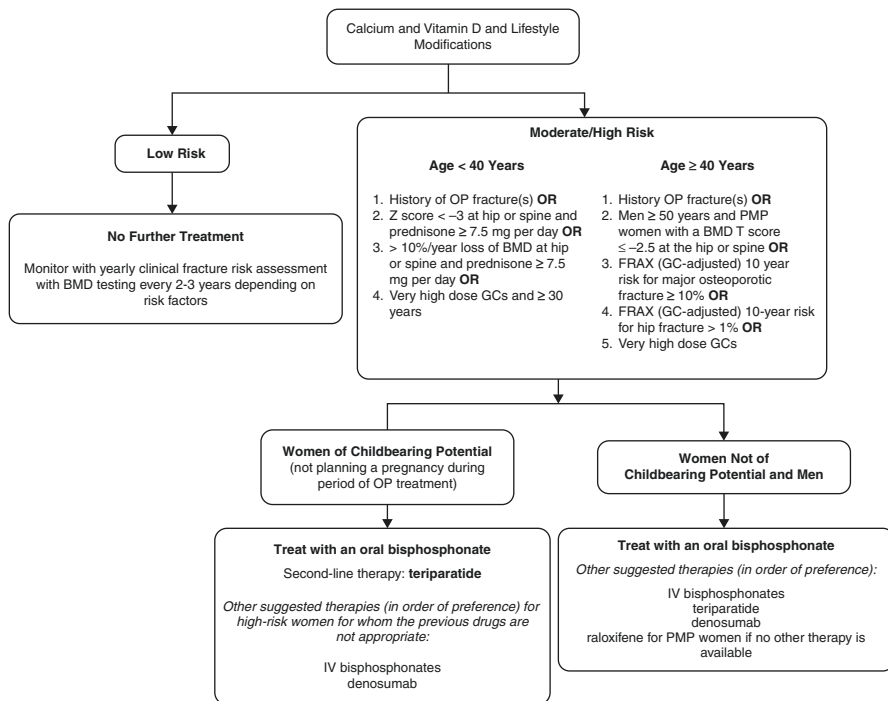 Calcium and Vitamin D and Lifestyle
Modifications
Low Risk
No Further Treatment
Monitor with yearly clinical fracture risk assessment
with BMD testing every 2-3 years depending on
risk factors
Moderate/High Risk
Age < 40 Years
1. History of OP fracture(s) OR
2. Z score < –3 at hip or spine and
prednisone ≥ 7.5 mg per day OR
3. > 10%/year loss of BMD at hip
or spine and prednisone ≥ 7.5
mg per day OR
4. Very high dose GCs and ≥ 30
years
Age ≥ 40 Years
1. History OP fracture(s) OR
2. Men ≥ 50 years and PMP
women with a BMD T score
≤ –2.5 at the hip or spine OR
3. FRAX (GC-adjusted) 10 year
risk for major osteoporotic
fracture ≥ 10% OR
4. FRAX (GC-adjusted) 10-year risk
for hip fracture > 1% OR
5. Very high dose GCs
Women of Childbearing Potential
(not planning a pregnancy during
period of OP treatment)
Treat with an oral bisphosphonate
Second-line therapy: teriparatide
Other suggested therapies (in order of preference) for
high-risk women for whom the previous drugs are
not appropriate:
IV bisphosphonates
denosumab
Women Not of
Childbearing Potential and Men
Treat with an oral bisphosphonate
Other suggested therapies (in order of preference):
IV bisphosphonates
teriparatide
denosumab
raloxifene for PMP women if no other therapy is
available